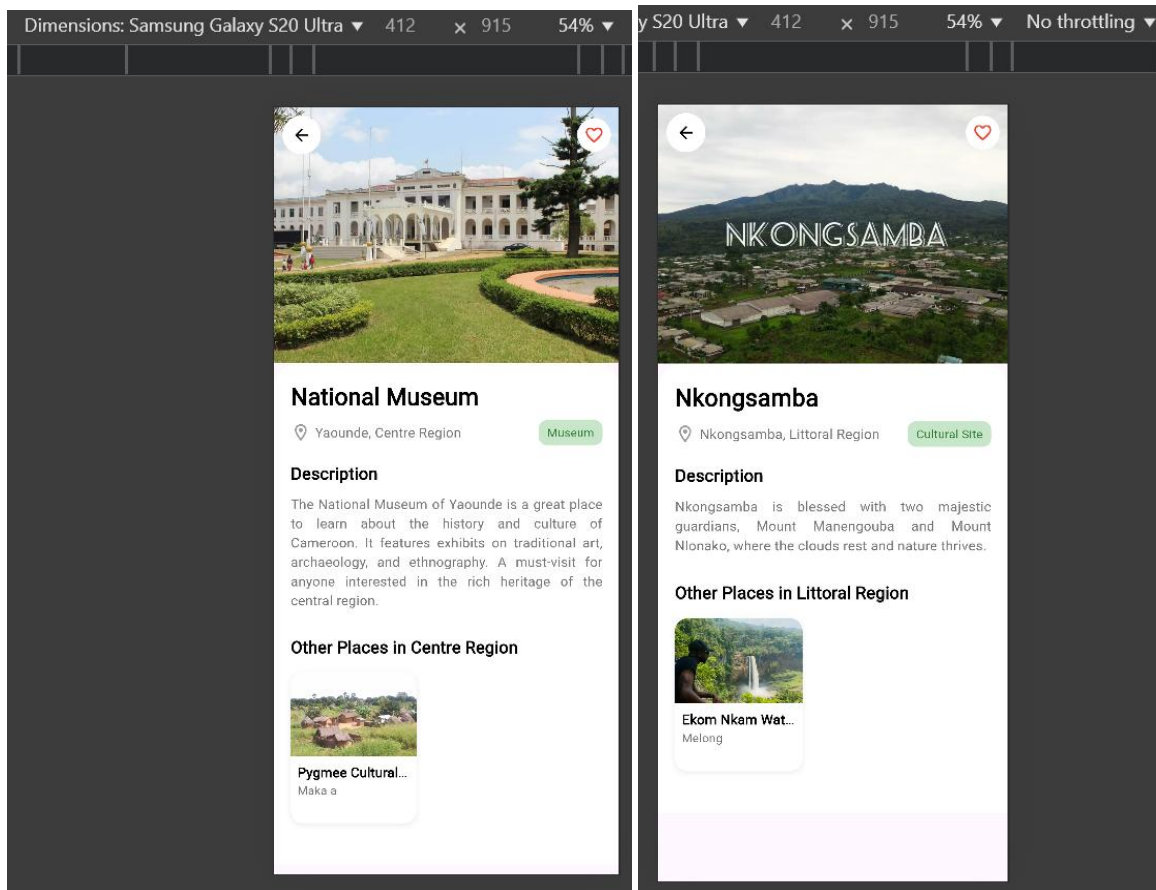 Dimensions: Samsung Galaxy S20 Ultra ▼ 412 × 915 54% ▼
National Museum
Yaounde, Centre Region
Museum
Description
The National Museum of Yaounde is a great place
to learn about the history and culture of
Cameroon. It features exhibits on traditional art,
archaeology, and ethnography. A must-visit for
anyone interested in the rich heritage of the
central region.
Other Places in Centre Region
Pygmee Cultural...
Maka a
y S20 Ultra ▼ 412 × 915 54% ▼ No throttling ▼
NKONGSAMBA
Nkongsamba
Nkongsamba, Littoral Region
Cultural Site
Description
Nkongsamba is blessed with two majestic
guardians, Mount Manengouba and Mount
Nlonako, where the clouds rest and nature thrives.
Other Places in Littoral Region
Ekom Nkam Wat...
Melong